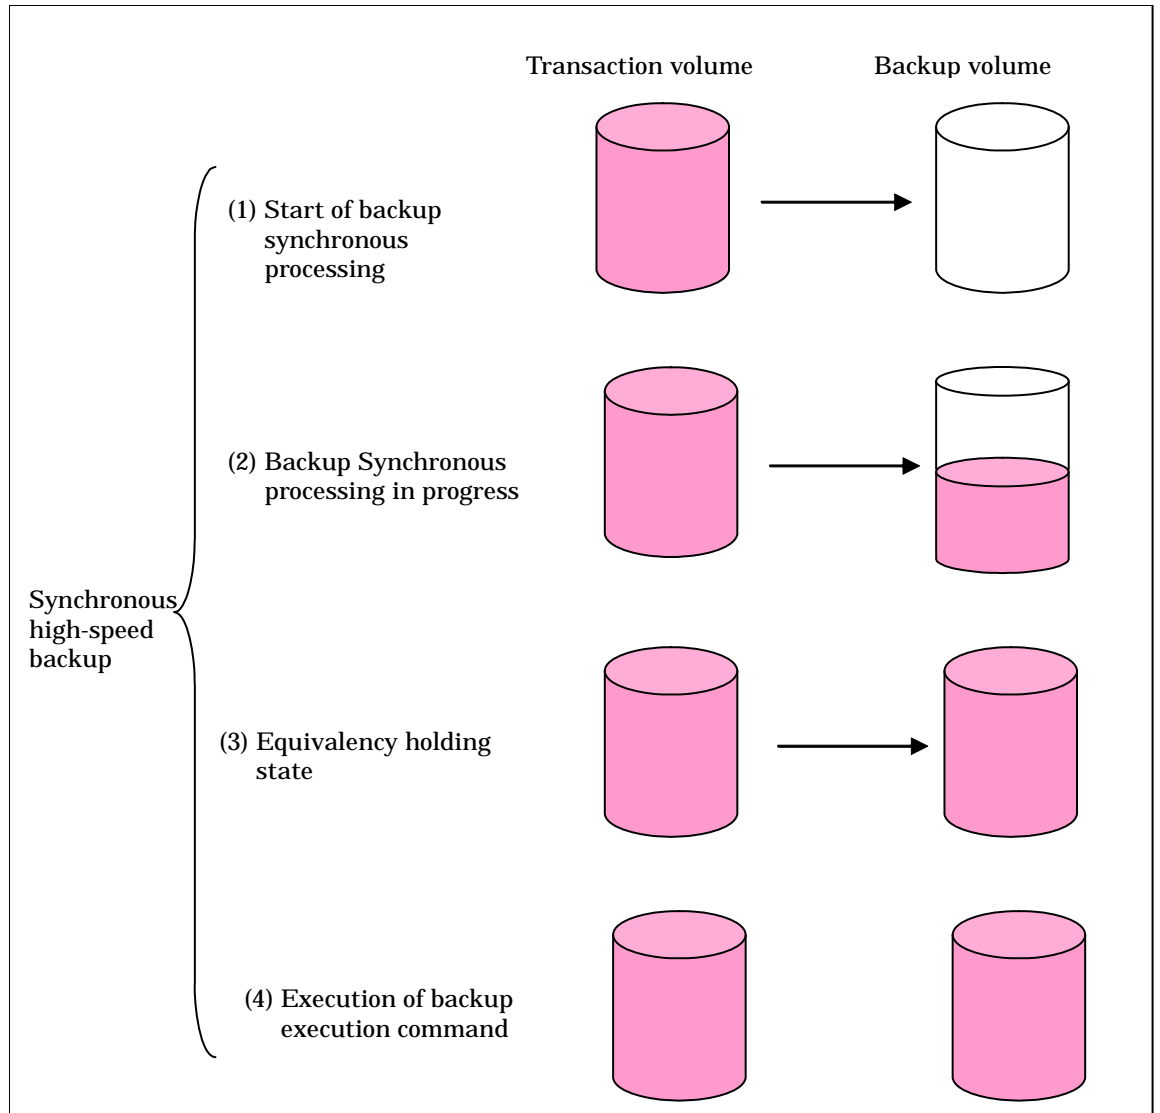 Transaction volume
Backup volume
(1) Start of backup
synchronous
processing
(2) Backup Synchronous
processing in progress
Synchronous
high-speed
backup
(3) Equivalency holding
state
(4) Execution of backup
execution command